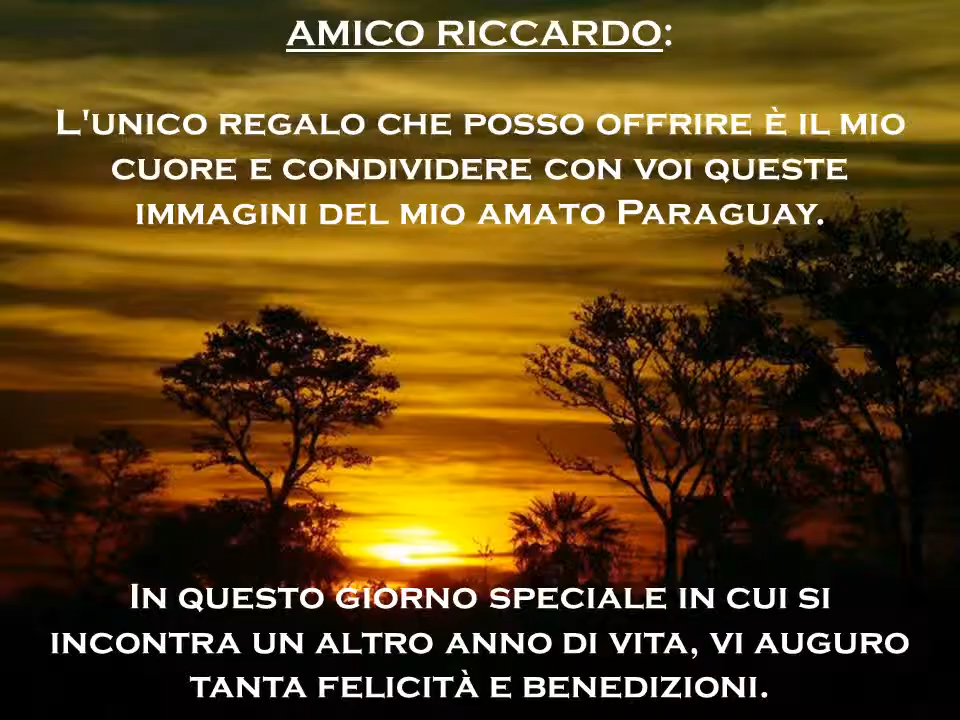 AMICO RICCARDO:
L'UNICO REGALO CHE POSSO OFFRIRE È IL MIO
CUORE E CONDIVIDERE CON VOI QUESTE
IMMAGINI DEL MIO AMATO PARAGUAY.
IN QUESTO GIORNO SPECIALE IN CUI SI
INCONTRA UN ALTRO ANNO DI VITA, VI AUGURO
TANTA FELICITÀ E BENEDIZIONI.